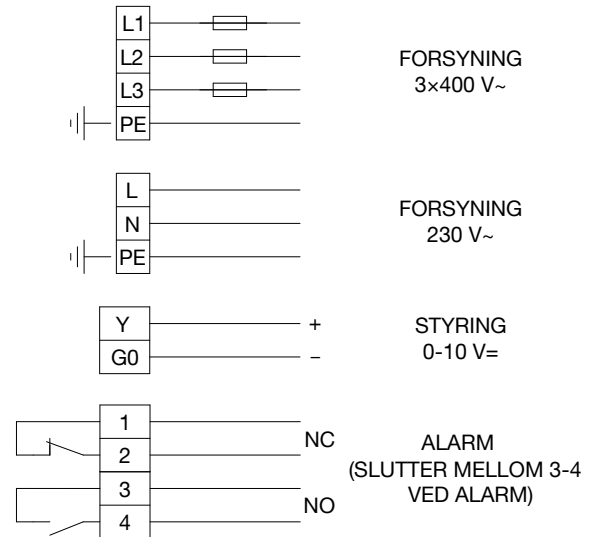 L1
L2
L3
PE
FORSYNING
3×400 V~
L
N
PE
FORSYNING
230 V~
Y
G0
+
–
STYRING
0-10 V=
1
2
3
4
NC
NO
ALARM
(SLUTTER MELLOM 3-4
VED ALARM)